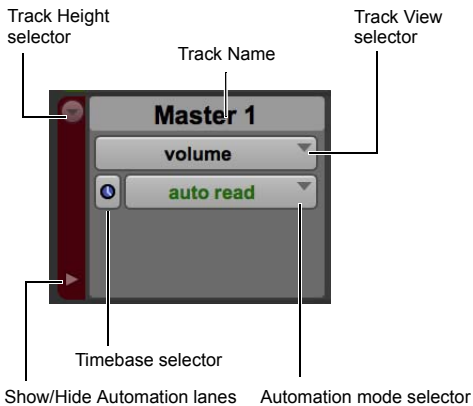 Track Height
selector
Track View
selector
Track Name
Master 1
volume
auto read
Timebase selector
Show/Hide Automation lanes
Automation mode selector